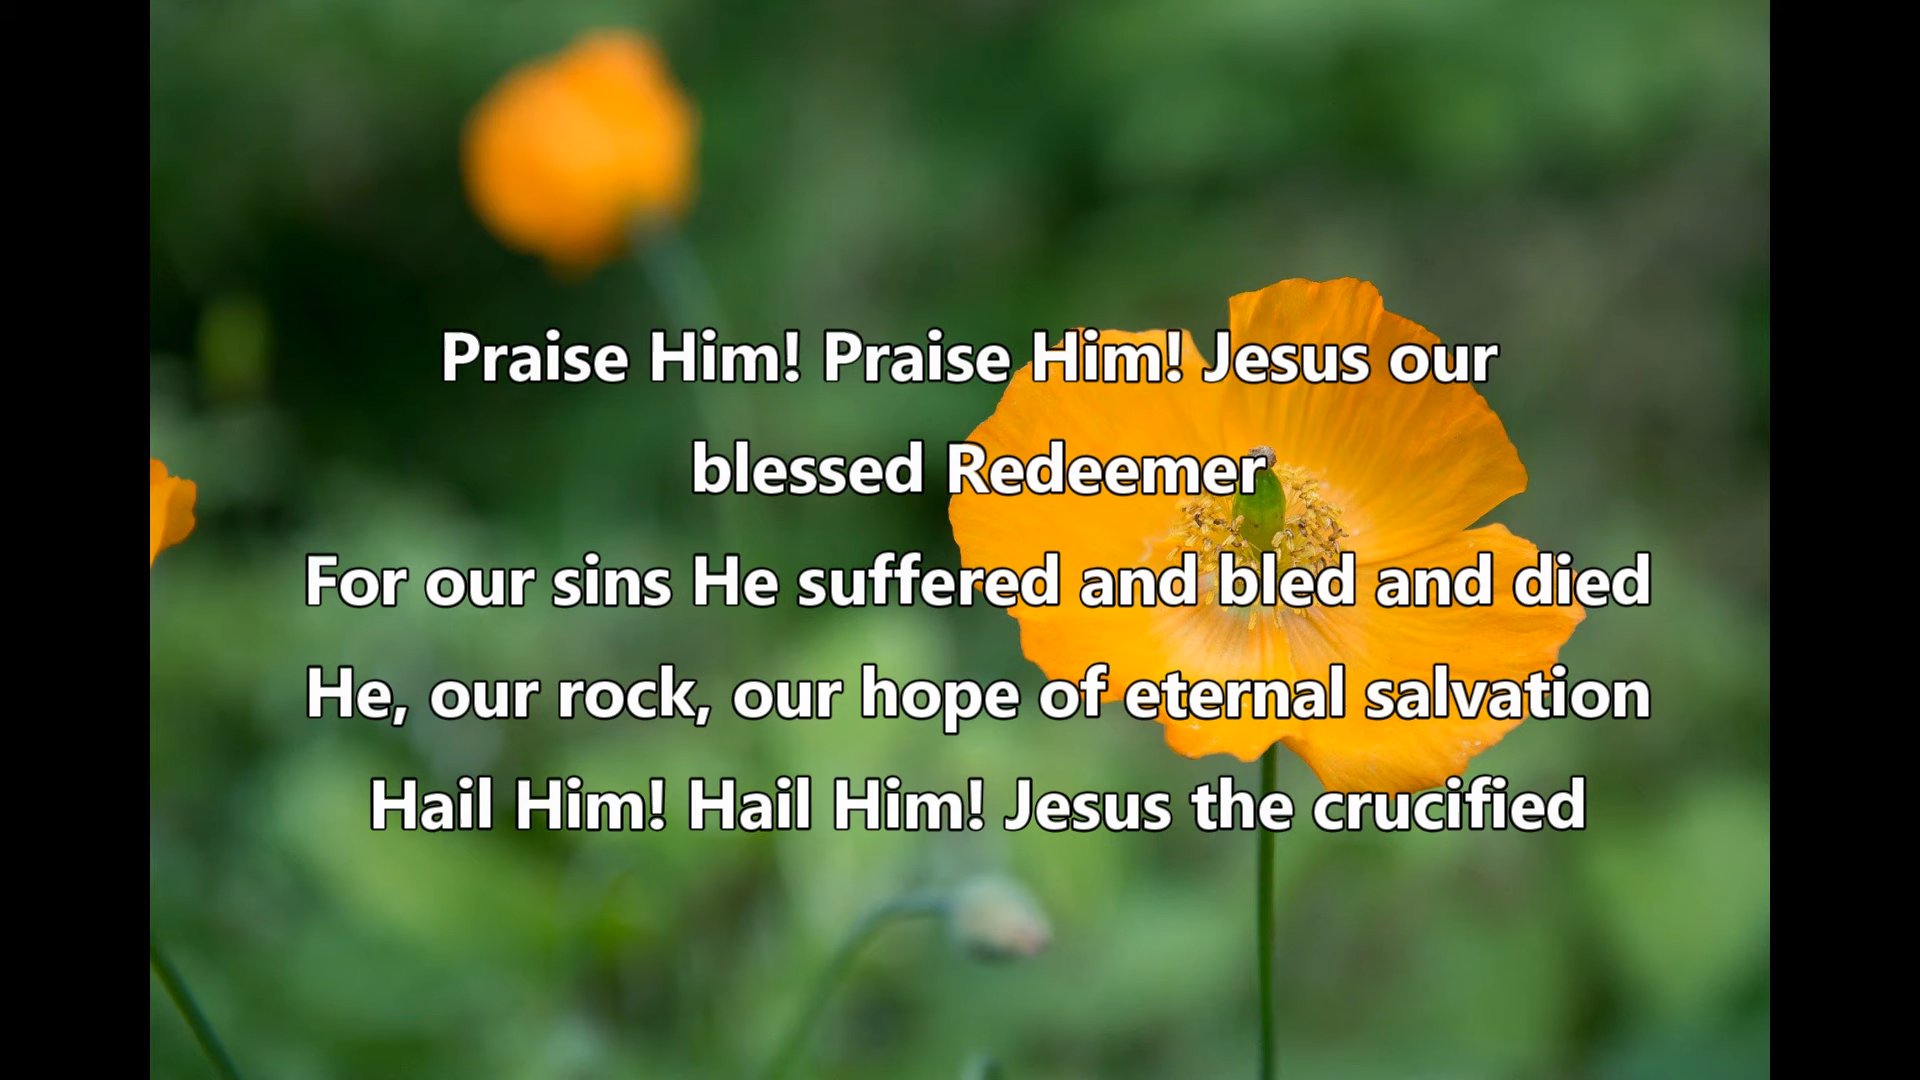 Praise Him! Praise Him! Jesus our
blessed Redeemer
For our sins He suffered and bled and died
He, our rock, our hope of eternal salvation
Hail Him! Hail Him! Jesus the crucified